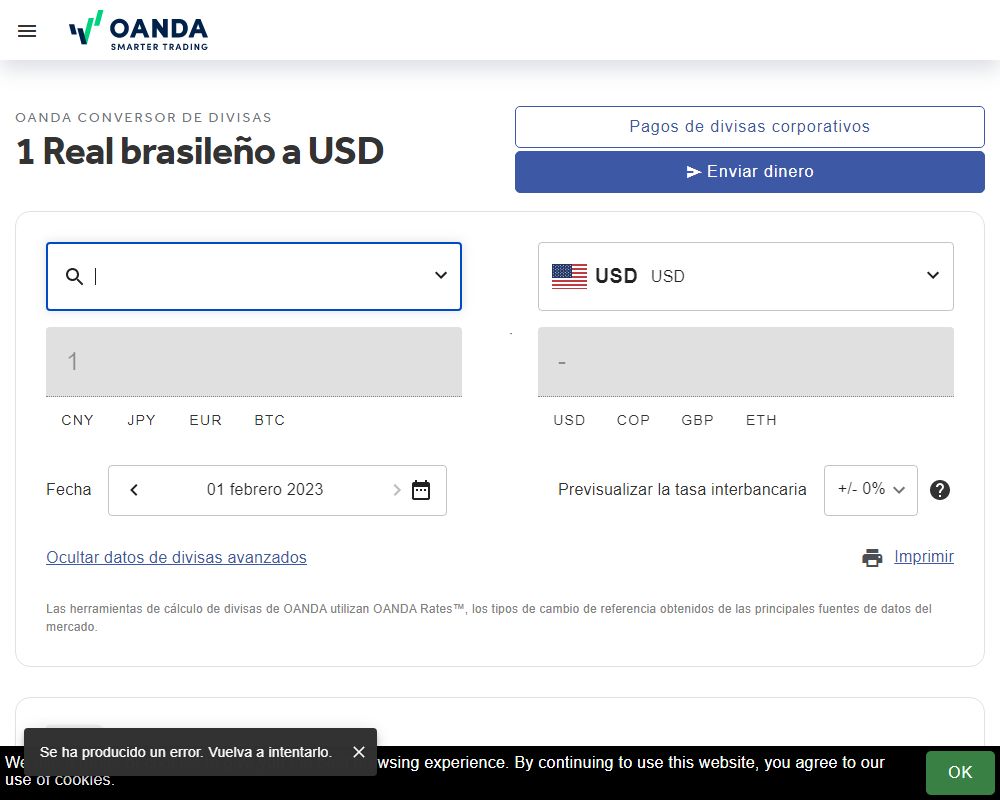 OANDA
SMARTER TRADING
OANDA CONVERSOR DE DIVISAS
1 Real brasileño a USD
Pagos de divisas corporativos
Enviar dinero
USD USD
1
-
CNY JPY EUR BTC
USD COP GBP ETH
Fecha
01 febrero 2023
Previsualizar la tasa interbancaria
+/- 0%
?
Ocultar datos de divisas avanzados
Imprimir
Las herramientas de cálculo de divisas de OANDA utilizan OANDA Rates™, los tipos de cambio de referencia obtenidos de las principales fuentes de datos del
mercado.
Se ha producido un error. Vuelva a intentarlo.
We wsing experience. By continuing to use this website, you agree to our
use of cookies.
OK